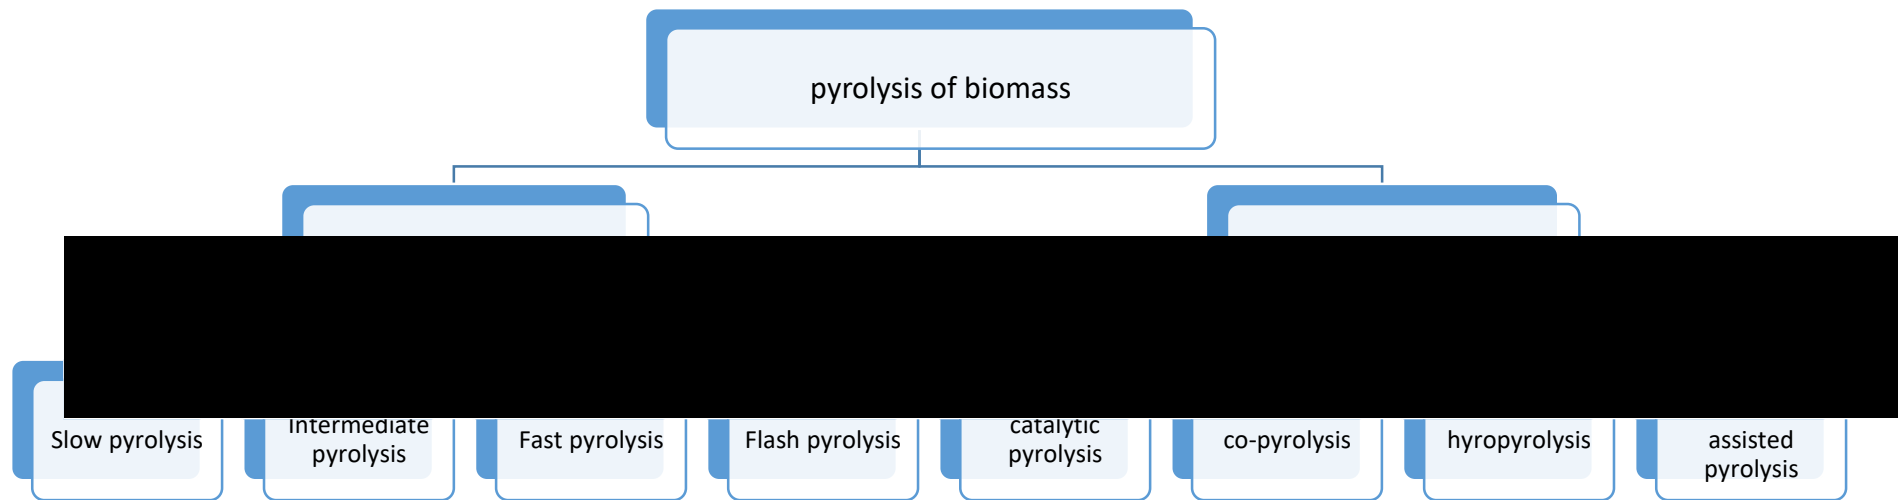 pyrolysis of biomass
Slow pyrolysis
Intermediate
pyrolysis
Fast pyrolysis
Flash pyrolysis
catalytic
pyrolysis
co-pyrolysis
hyropyrolysis
assisted
pyrolysis